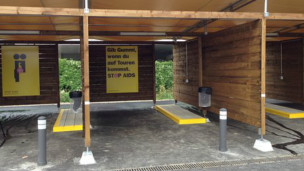 Gib Gummi,
wenn du
auf Touren
kommst.
STOP AIDS